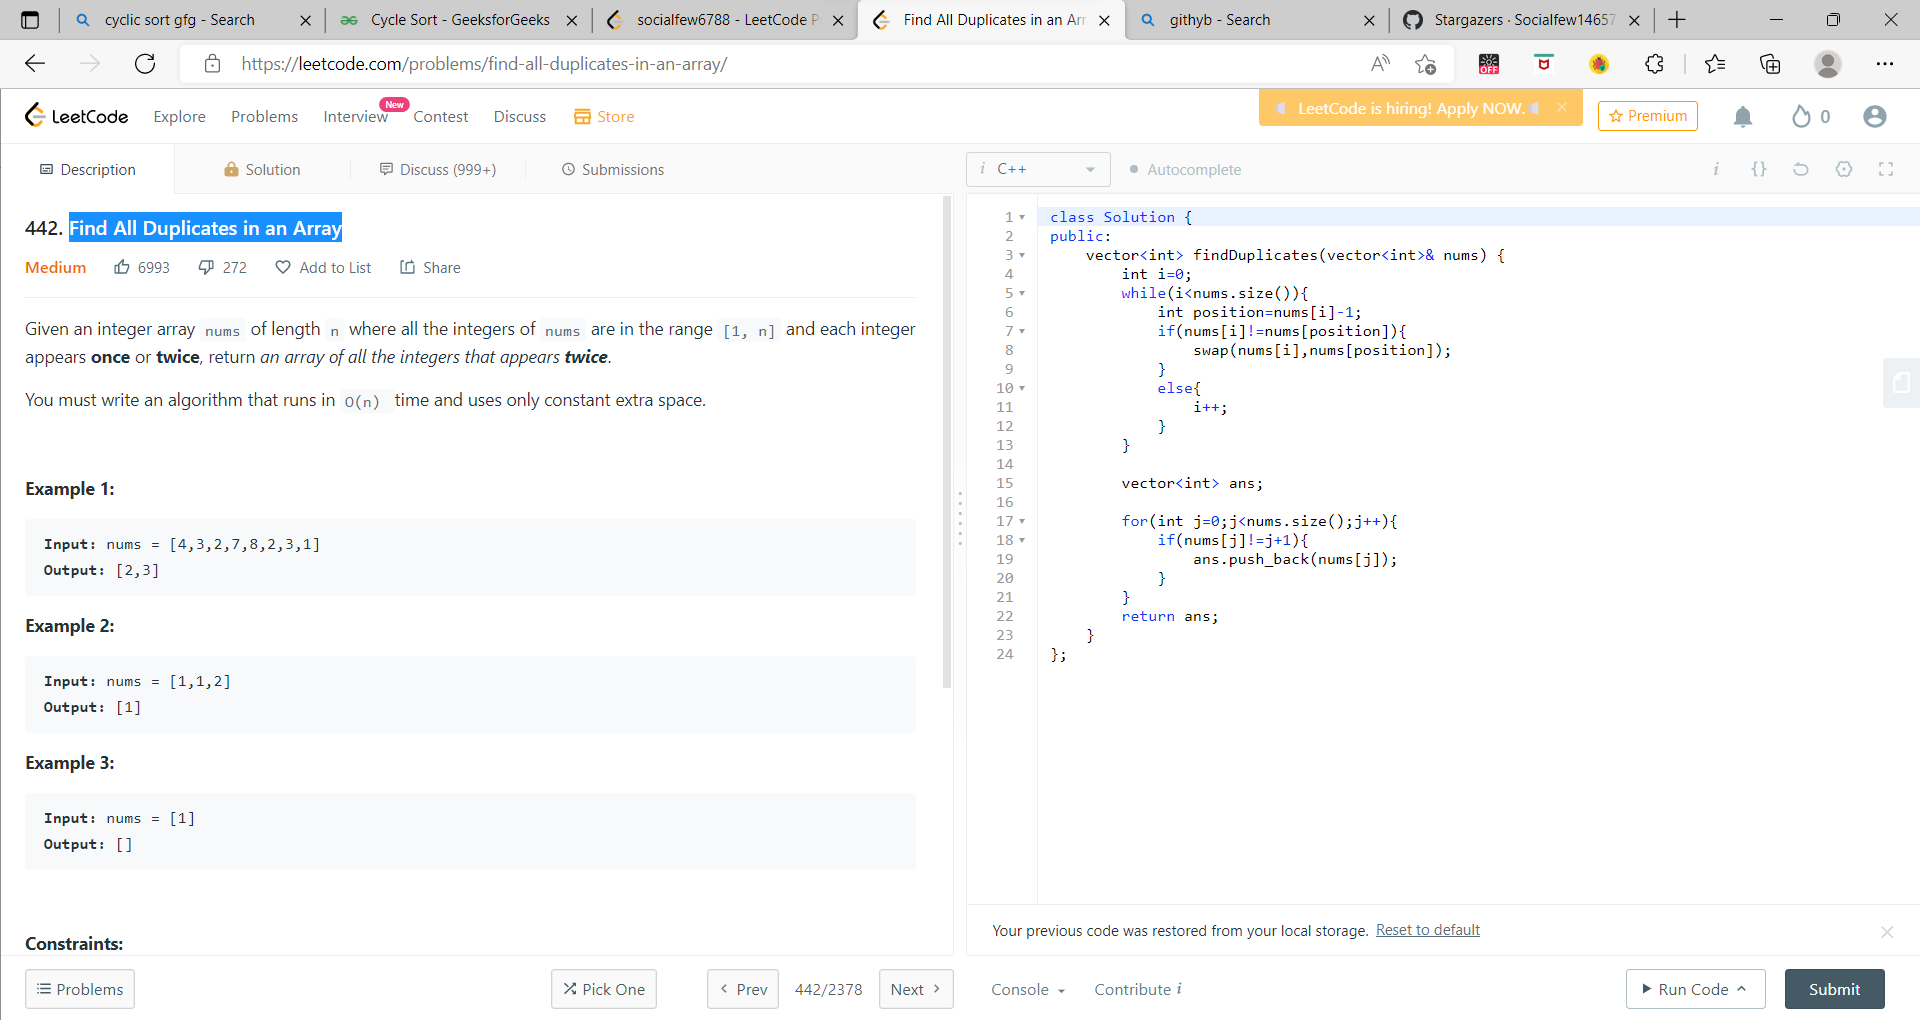 cyclic sort gfg - Search
Cycle Sort - GeeksforGeeks
socialfew6788 - LeetCode P
Find All Duplicates in an Arr
githyb - Search
Stargazers · Socialfew14657
https://leetcode.com/problems/find-all-duplicates-in-an-array/
OFF
LeetCode
Explore
Problems
Interview
New
Contest
Discuss
Store
LeetCode is hiring! Apply NOW.
Premium
0
Description
Solution
Discuss (999+)
Submissions
i C++
Autocomplete
i {}
442. Find All Duplicates in an Array
Medium 6993 272 Add to List Share
Given an integer array nums of length n where all the integers of nums are in the range [1, n] and each integer
appears once or twice, return an array of all the integers that appears twice.
You must write an algorithm that runs in O(n) time and uses only constant extra space.
Example 1:
Input: nums = [4,3,2,7,8,2,3,1]
Output: [2,3]
Example 2:
Input: nums = [1,1,2]
Output: [1]
Example 3:
Input: nums = [1]
Output: []
Constraints:
1 class Solution {
2 public:
3 vector<int> findDuplicates(vector<int>& nums) {
4 int i=0;
5 while(i<nums.size()){
6 int position=nums[i]-1;
7 if(nums[i]!=nums[position]){
8 swap(nums[i],nums[position]);
9 }
10 else{
11 i++;
12 }
13 }
14
15 vector<int> ans;
16
17 for(int j=0;j<nums.size();j++){
18 if(nums[j]!=j+1){
19 ans.push_back(nums[j]);
20 }
21 }
22 return ans;
23 }
24 };
Your previous code was restored from your local storage. Reset to default
Problems
Pick One
Prev
442/2378
Next
Console
Contribute i
Run Code
Submit